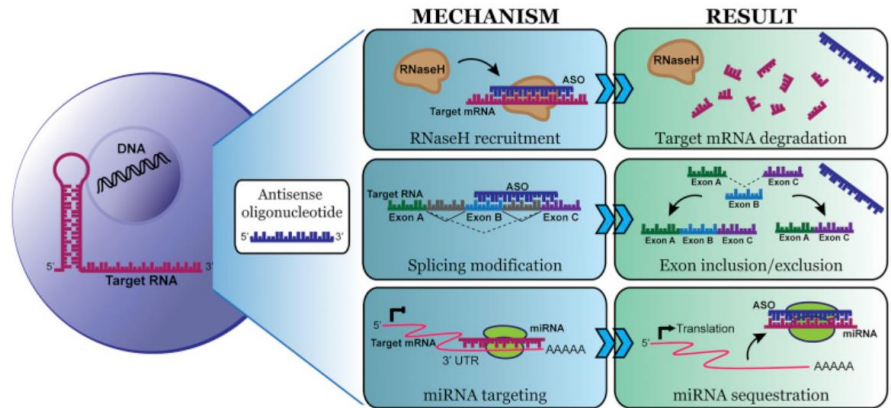 MECHANISM
RESULT
DNA
5'
3'
Target RNA
Antisense
oligonucleotide
5'
3'
RNaseH
ASO
Target mRNA
RNaseH recruitment
RNaseH
Target mRNA degradation
Target RNA
ASO
Exon A
Exon B
Exon C
Splicing modification
Exon A
Exon C
Exon B
Exon A
Exon B
Exon C
Exon A
Exon C
Exon inclusion/exclusion
5'
miRNA
Target mRNA
3' UTR
AAAAA
miRNA targeting
ASO
Translation
miRNA
5'
AAAAA
miRNA sequestration